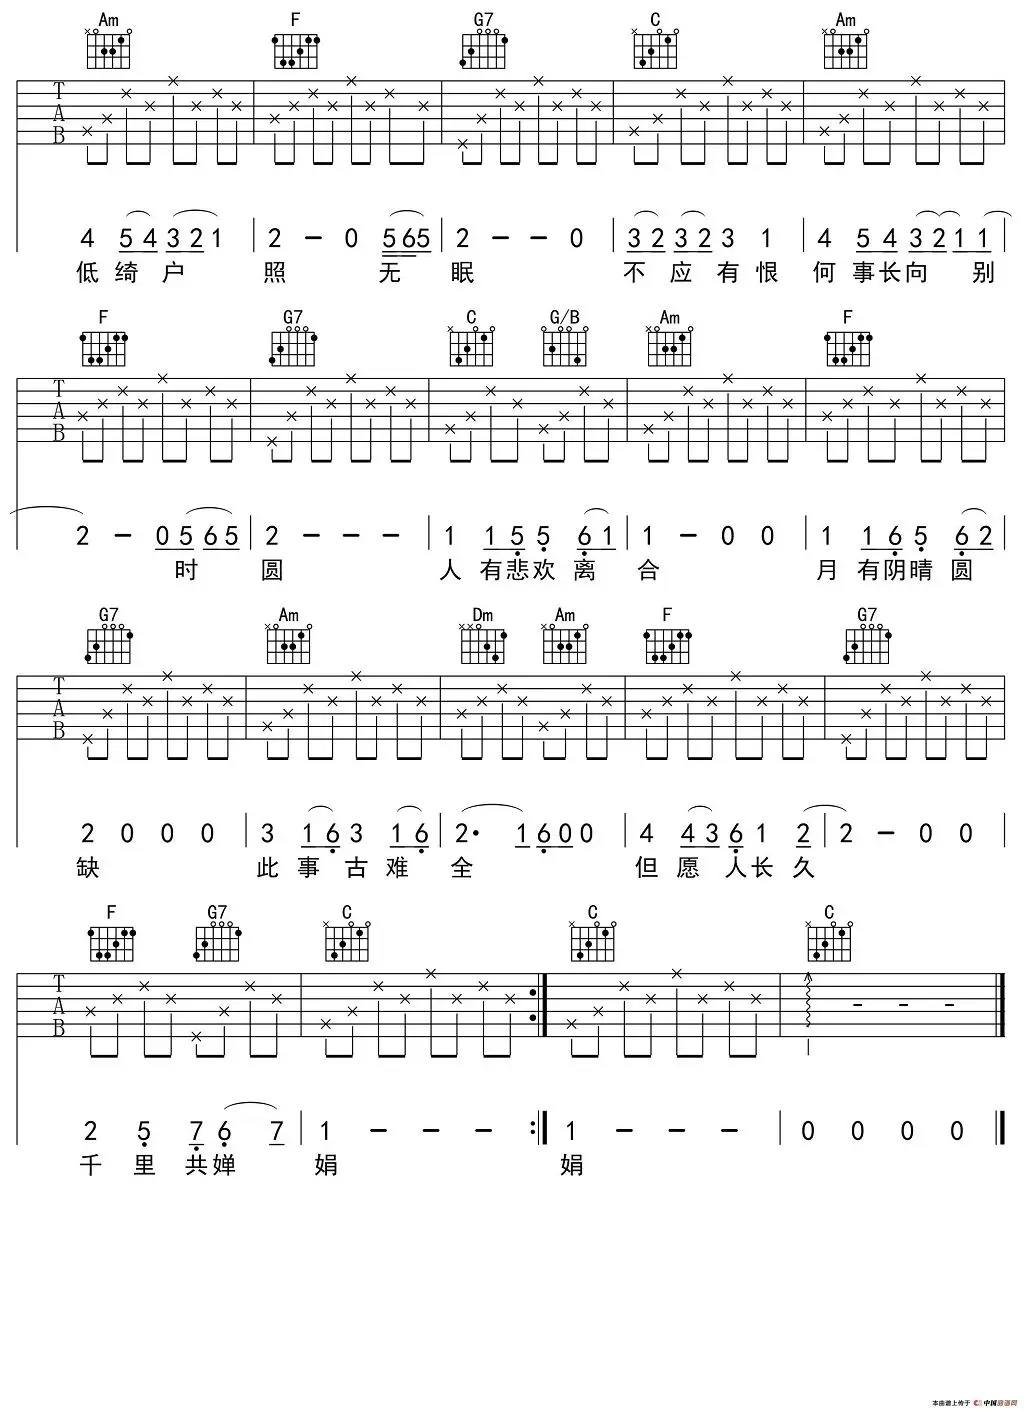 Am F G7 C Am
T
A
B
4 5 4 3 2 1 | 2 - 0 5 6 5 | 2 - - 0 | 3 2 3 2 3 1 | 4 5 4 3 2 1 1
低 绮 户 照 无 眠 不 应 有 恨 何 事 长 向 别
F G7 C G/B Am F
T
A
B
2 - 0 5 6 5 | 2 - - - | 1 1 5 5 6 1 | 1 - 0 0 | 1 1 6 5 6 2
时 圆 人 有 悲 欢 离 合 月 有 阴 晴 圆
G7 Am Dm Am F G7
T
A
B
2 0 0 0 | 3 1 6 3 1 6 | 2· 1 6 0 0 | 4 4 3 6 1 2 | 2 - 0 0
缺 此 事 古 难 全 但 愿 人 长 久
F G7 C C C
T
A
B
2 5 7 6 7 | 1 - - - :| 1 - - - | 0 0 0 0
千 里 共 婵 娟 娟
本曲谱上传于 中国曲谱网